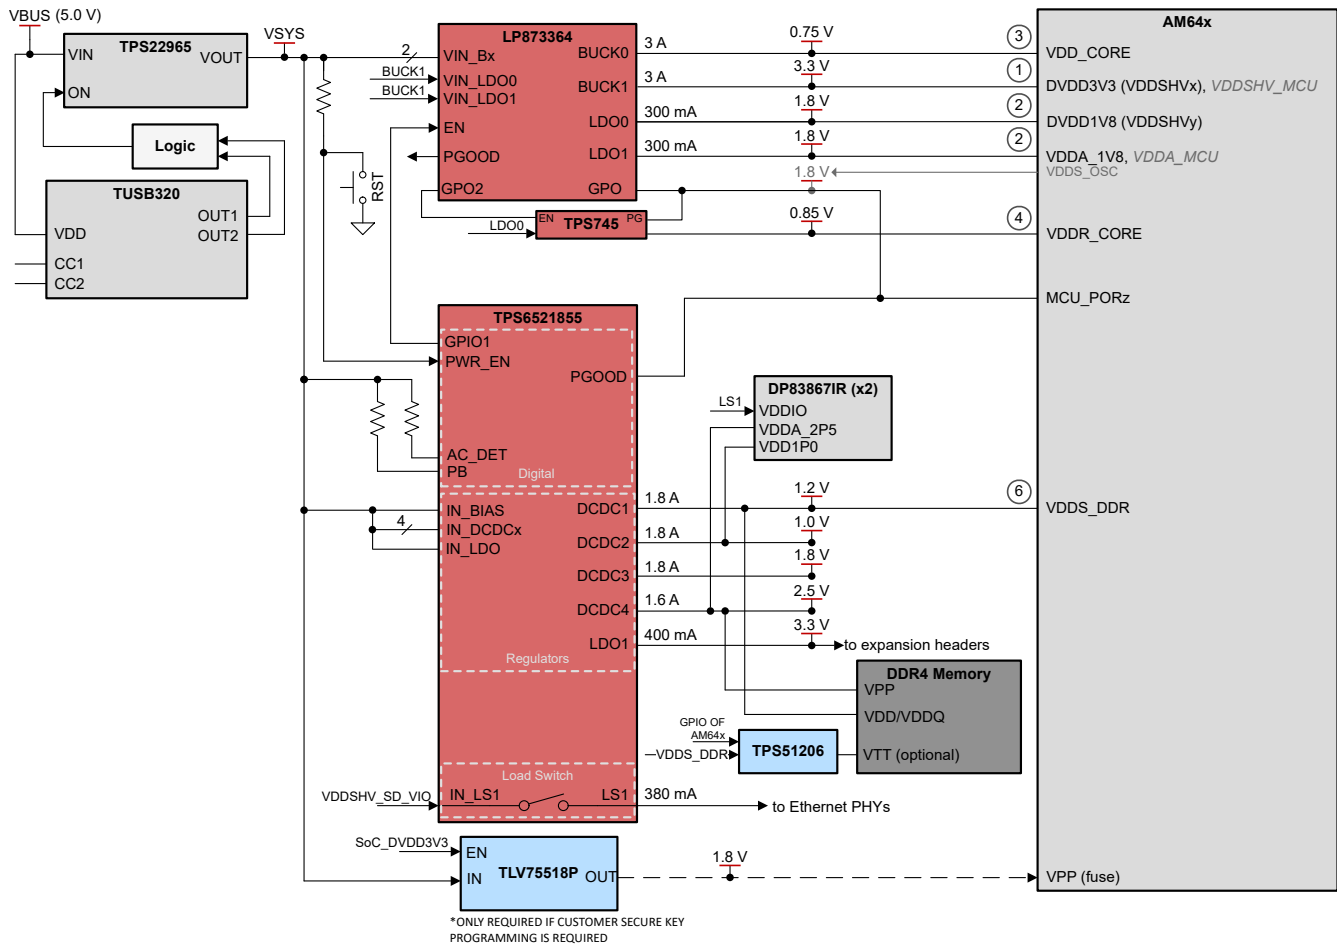 VBUS (5.0 V)
VIN
TPS22965
VOUT
ON
VSYS
Logic
TUSB320
OUT1
OUT2
VDD
CC1
CC2
RST
LP873364
2
VIN_Bx
BUCK1
VIN_LDO0
BUCK1
VIN_LDO1
EN
PGOOD
GPO2
BUCK0
BUCK1
LDO0
LDO1
GPO
3 A
3 A
300 mA
300 mA
0.75 V
3.3 V
1.8 V
1.8 V
1.8 V
LDO0
EN
TPS745
PG
0.85 V
AM64x
3
VDD_CORE
1
DVDD3V3 (VDDSHVx), VDDSHV_MCU
2
DVDD1V8 (VDDSHVy)
2
VDDA_1V8, VDDA_MCU
VDDS_OSC
4
VDDR_CORE
MCU_PORz
6
VDDS_DDR
VPP (fuse)
TPS6521855
GPIO1
PWR_EN
PGOOD
AC_DET
PB
Digital
IN_BIAS
4
IN_DCDCx
IN_LDO
DCDC1
DCDC2
DCDC3
DCDC4
LDO1
Regulators
1.8 A
1.8 A
1.8 A
1.6 A
400 mA
1.2 V
1.0 V
1.8 V
2.5 V
3.3 V
to expansion headers
DP83867IR (x2)
LS1
VDDIO
VDDA_2P5
VDD1P0
DDR4 Memory
VPP
VDD/VDDQ
VTT (optional)
GPIO OF
AM64x
VDDS_DDR
TPS51206
Load Switch
VDDSHV_SD_VIO
IN_LS1
LS1
380 mA
to Ethernet PHYs
SoC_DVDD3V3
EN
IN
TLV75518P
OUT
1.8 V
*ONLY REQUIRED IF CUSTOMER SECURE KEY
PROGRAMMING IS REQUIRED